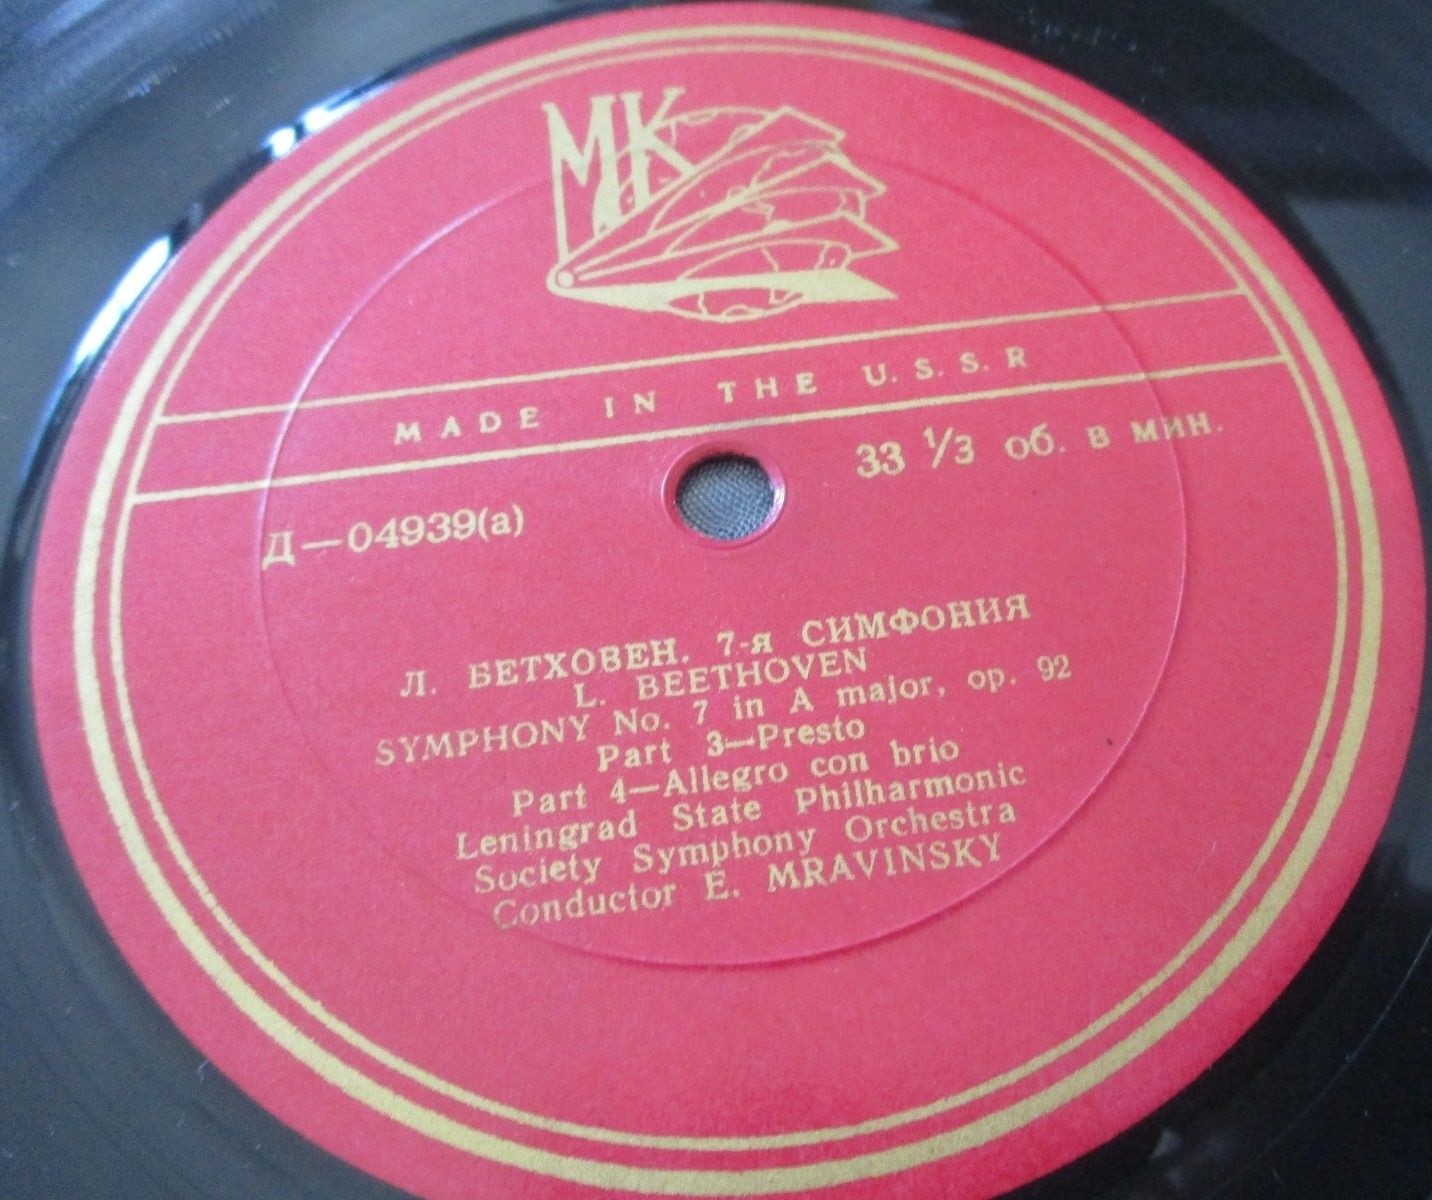 МК
MADE IN THE U.S.S.R
33 1/3 об. в мин.
Д—04939(а)
Л. БЕТХОВЕН. 7-я СИМФОНИЯ
L. BEETHOVEN
SYMPHONY No. 7 in A major, op. 92
Part 3—Presto
Part 4—Allegro con brio
Leningrad State Philharmonic
Society Symphony Orchestra
Conductor E. MRAVINSKY